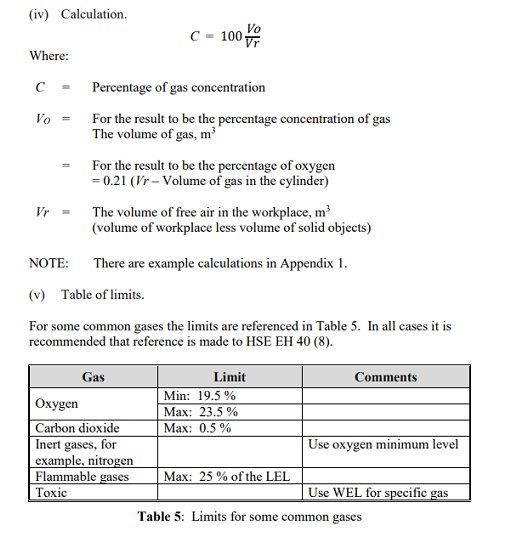 (iv) Calculation.
C = 100 Vo
Vr
Where:
C = Percentage of gas concentration
Vo = For the result to be the percentage concentration of gas
The volume of gas, m³
= For the result to be the percentage of oxygen
= 0.21 (Vr – Volume of gas in the cylinder)
Vr = The volume of free air in the workplace, m³
(volume of workplace less volume of solid objects)
NOTE: There are example calculations in Appendix 1.
(v) Table of limits.
For some common gases the limits are referenced in Table 5. In all cases it is
recommended that reference is made to HSE EH 40 (8).
Gas Limit Comments
Oxygen Min: 19.5 %
Max: 23.5 %
Carbon dioxide Max: 0.5 %
Inert gases, for Use oxygen minimum level
example, nitrogen
Flammable gases Max: 25 % of the LEL
Toxic Use WEL for specific gas
Table 5: Limits for some common gases